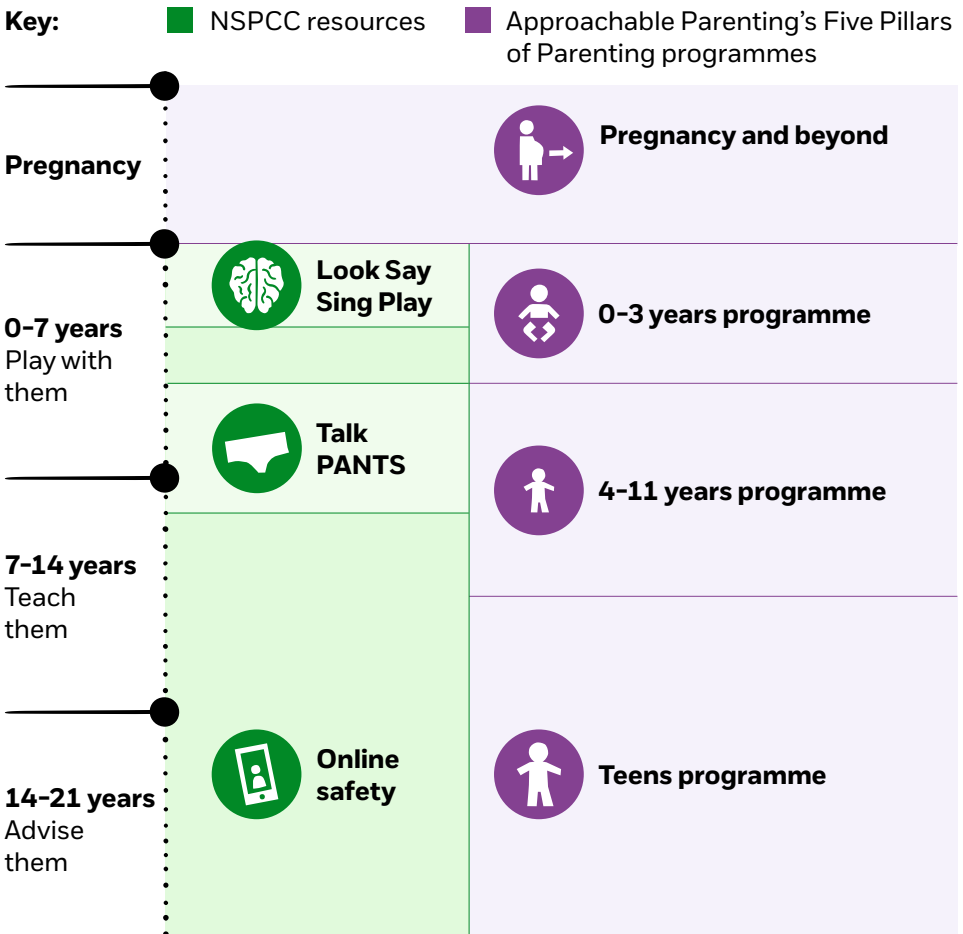 Key:
NSPCC resources
Approachable Parenting’s Five Pillars
of Parenting programmes
Pregnancy
Pregnancy and beyond
0–7 years
Play with
them
Look Say
Sing Play
0–3 years programme
Talk
PANTS
4–11 years programme
7–14 years
Teach
them
14–21 years
Advise
them
Online
safety
Teens programme